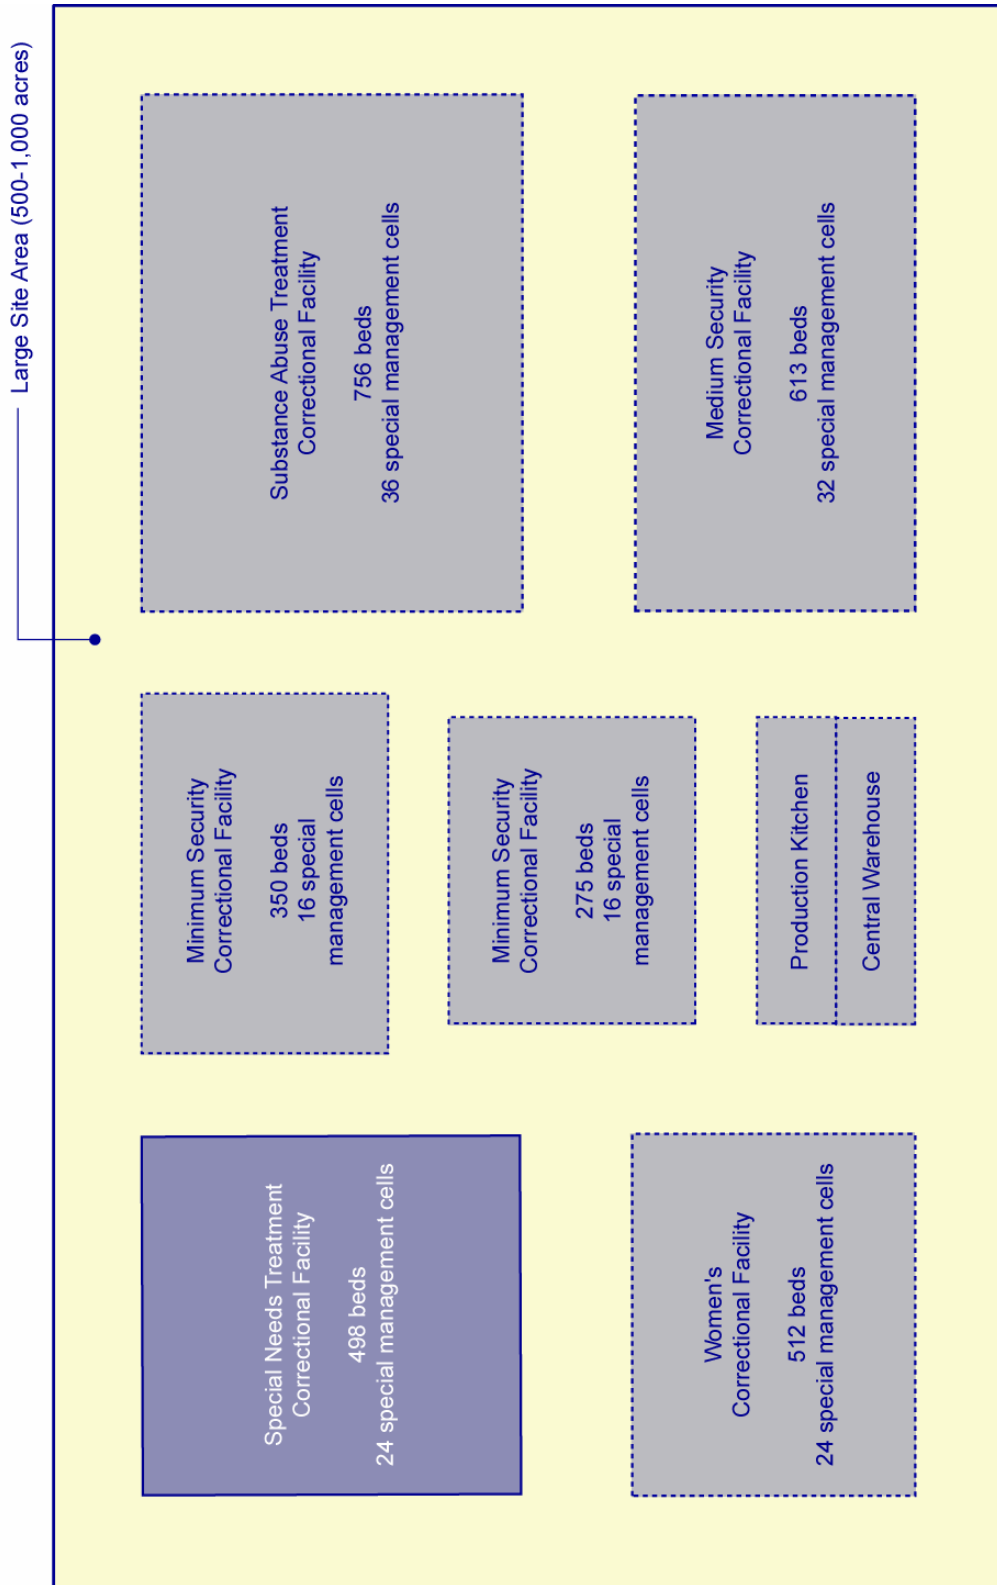 Large Site Area (500-1,000 acres)
Special Needs Treatment
Correctional Facility
498 beds
24 special management cells
Minimum Security
Correctional Facility
350 beds
16 special
management cells
Substance Abuse Treatment
Correctional Facility
756 beds
36 special management cells
Minimum Security
Correctional Facility
275 beds
16 special
management cells
Women's
Correctional Facility
512 beds
24 special management cells
Production Kitchen
Central Warehouse
Medium Security
Correctional Facility
613 beds
32 special management cells